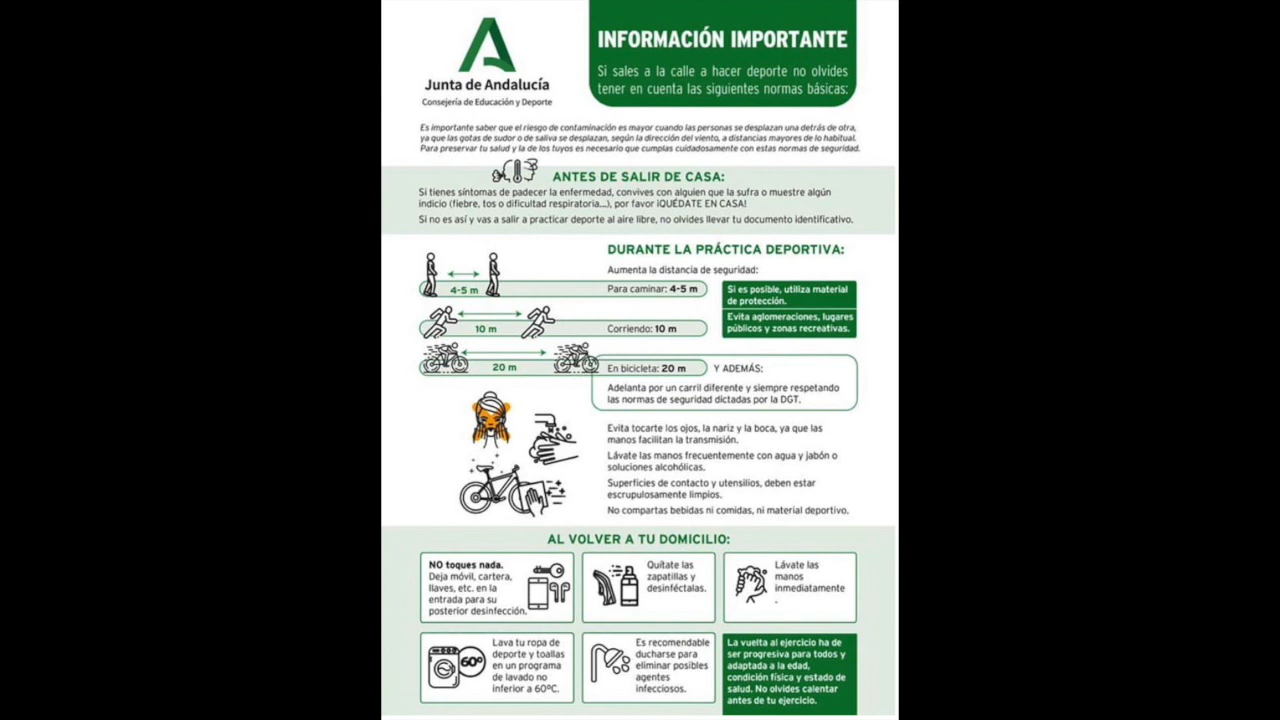 Junta de Andalucía
Consejería de Educación y Deporte
INFORMACIÓN IMPORTANTE
Si sales a la calle a hacer deporte no olvides
tener en cuenta las siguientes normas básicas:
Es importante saber que el riesgo de contaminación es mayor cuando las personas se desplazan una detrás de otra,
ya que las gotas de sudor o de saliva se desplazan, según la dirección del viento, a distancias mayores de lo habitual.
Para preservar tu salud y la de los tuyos es necesario que cumplas cuidadosamente con estas normas de seguridad.
ANTES DE SALIR DE CASA:
Si tienes síntomas de padecer la enfermedad, convives con alguien que la sufra o muestre algún
indicio (fiebre, tos o dificultad respiratoria...), por favor ¡QUÉDATE EN CASA!
Si no es así y vas a salir a practicar deporte al aire libre, no olvides llevar tu documento identificativo.
DURANTE LA PRÁCTICA DEPORTIVA:
Aumenta la distancia de seguridad:
4-5 m
Para caminar: 4-5 m
10 m
Corriendo: 10 m
20 m
En bicicleta: 20 m
Si es posible, utiliza material
de protección.
Evita aglomeraciones, lugares
públicos y zonas recreativas.
Y ADEMÁS:
Adelanta por un carril diferente y siempre respetando
las normas de seguridad dictadas por la DGT.
Evita tocarte los ojos, la nariz y la boca, ya que las
manos facilitan la transmisión.
Lávate las manos frecuentemente con agua y jabón o
soluciones alcohólicas.
Superficies de contacto y utensilios, deben estar
escrupulosamente limpios.
No compartas bebidas ni comidas, ni material deportivo.
AL VOLVER A TU DOMICILIO:
NO toques nada.
Deja móvil, cartera,
llaves, etc. en la
entrada para su
posterior desinfección.
Quítate las
zapatillas y
desinféctalas.
Lávate las
manos
inmediatamente
.
60º
Lava tu ropa de
deporte y toallas
en un programa
de lavado no
inferior a 60ºC.
Es recomendable
ducharse para
eliminar posibles
agentes
infecciosos.
La vuelta al ejercicio ha de
ser progresiva para todos y
adaptada a la edad,
condición física y estado de
salud. No olvides calentar
antes de tu ejercicio.